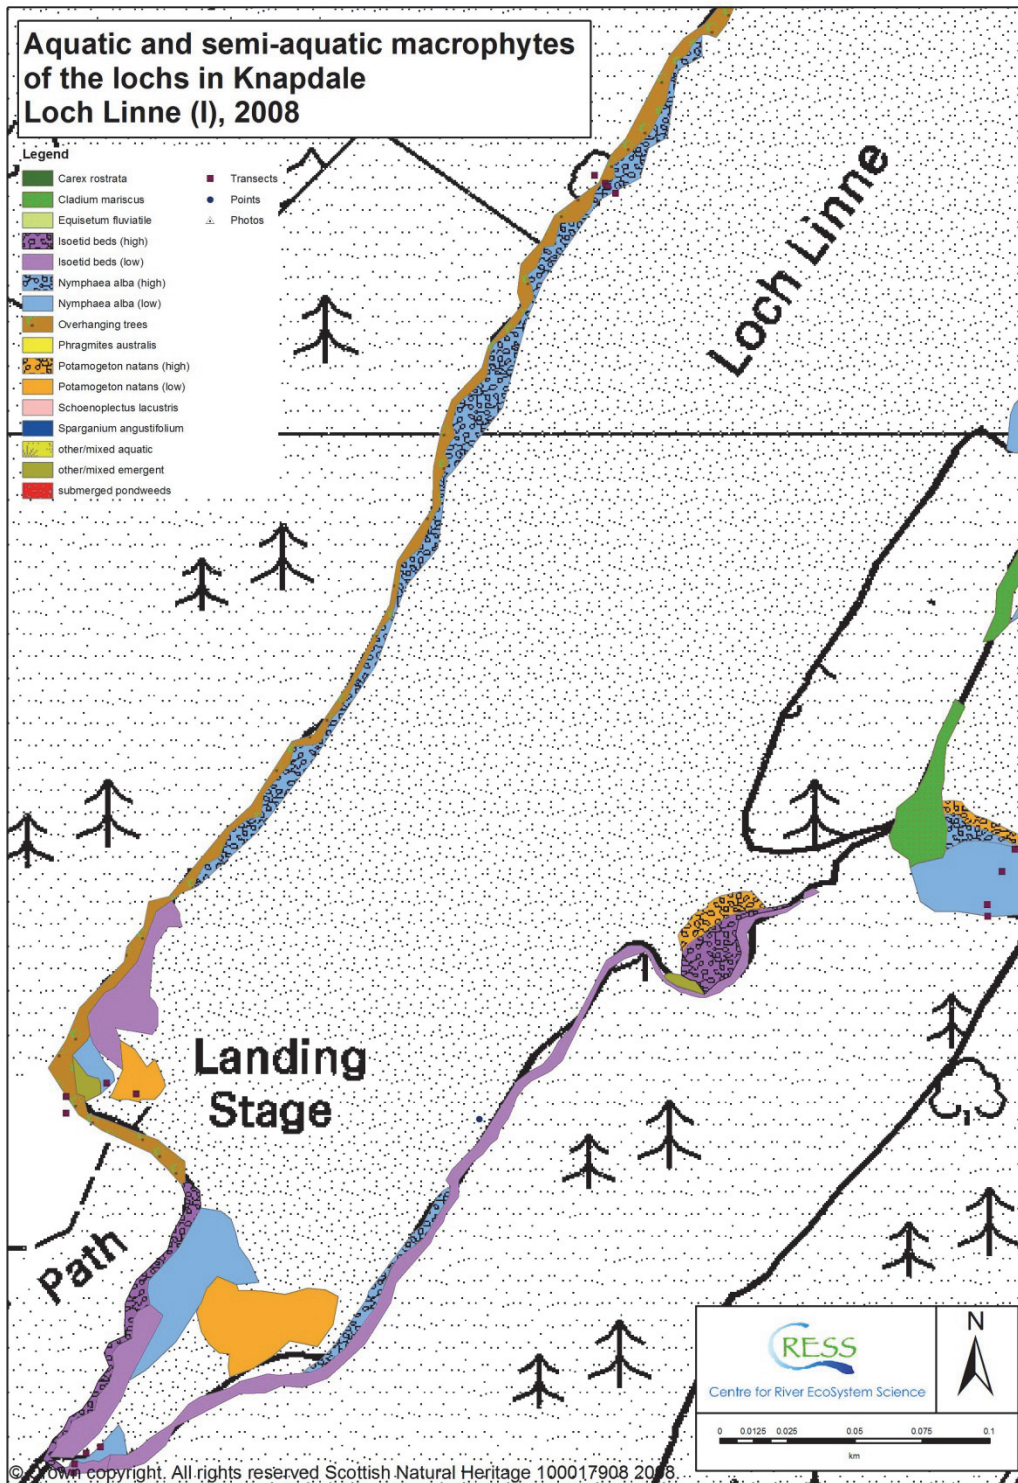 Aquatic and semi-aquatic macrophytes
of the lochs in Knapdale
Loch Linne (I), 2008
Legend
Carex rostrata
Cladium mariscus
Equisetum fluviatile
Isoetid beds (high)
Isoetid beds (low)
Nymphaea alba (high)
Nymphaea alba (low)
Overhanging trees
Phragmites australis
Potamogeton natans (high)
Potamogeton natans (low)
Schoenoplectus lacustris
Sparganium angustifolium
other/mixed aquatic
other/mixed emergent
submerged pondweeds
Transects
Points
Photos
Loch Linne
Landing
Stage
Path
CRESS
Centre for River EcoSystem Science
N
0 0.0125 0.025 0.05 0.075 0.1
km
© Crown copyright. All rights reserved Scottish Natural Heritage 100017908 2008.